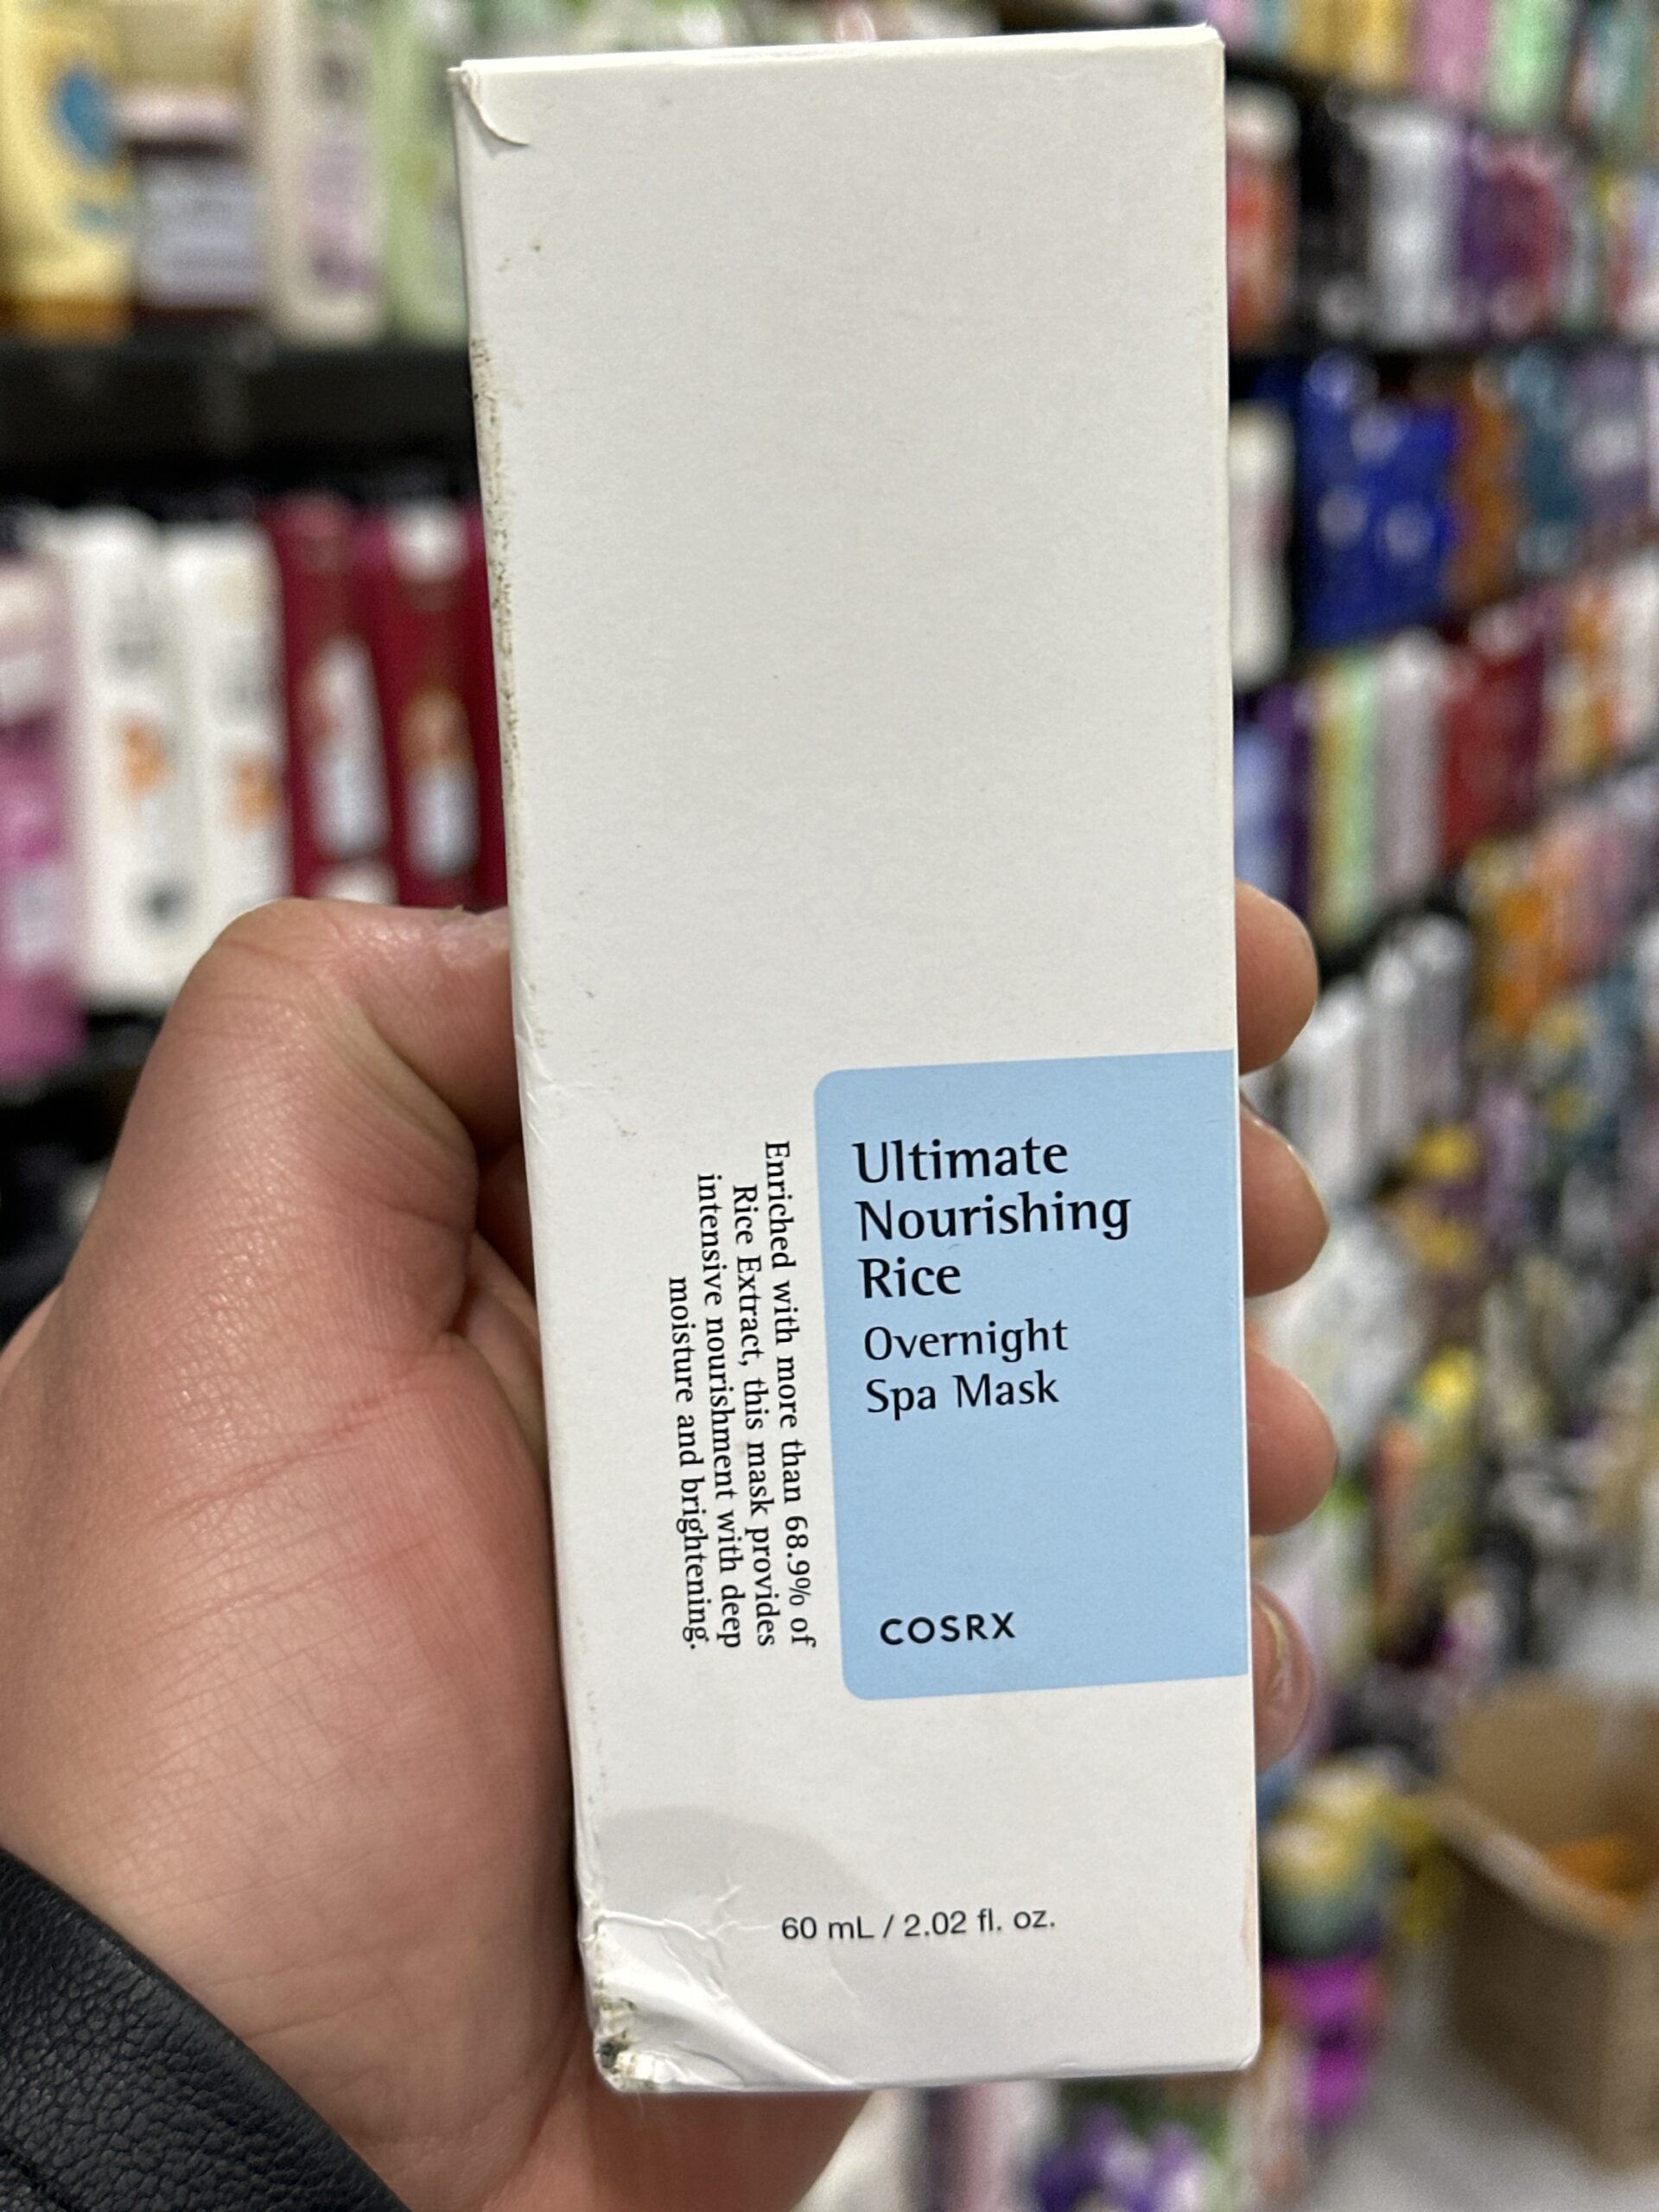 Ultimate
Nourishing
Rice
Overnight
Spa Mask
COSRX
Enriched with more than 68.9% of
Rice Extract, this mask provides
intensive nourishment with deep
moisture and brightening.
60 mL / 2.02 fl. oz.